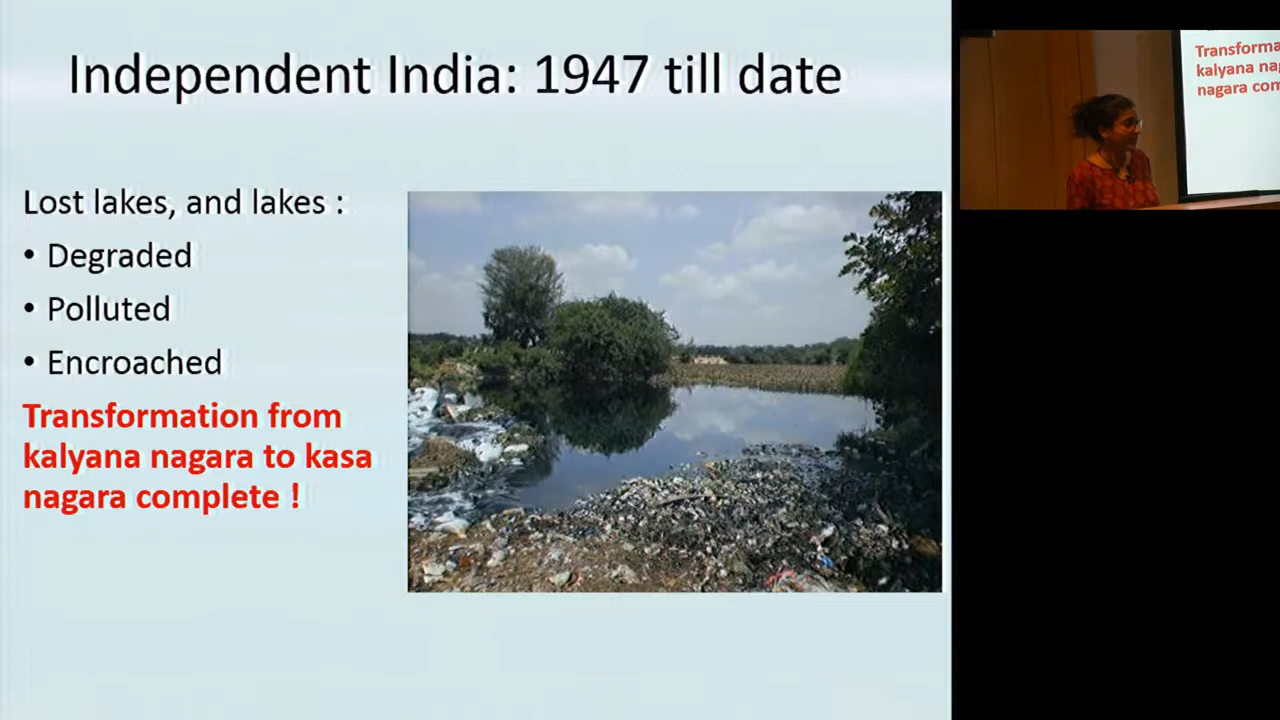 Independent India: 1947 till date
Lost lakes, and lakes :
• Degraded
• Polluted
• Encroached
Transformation from
kalyana nagara to kasa
nagara complete !
Transforma
kalyana nag
nagara com